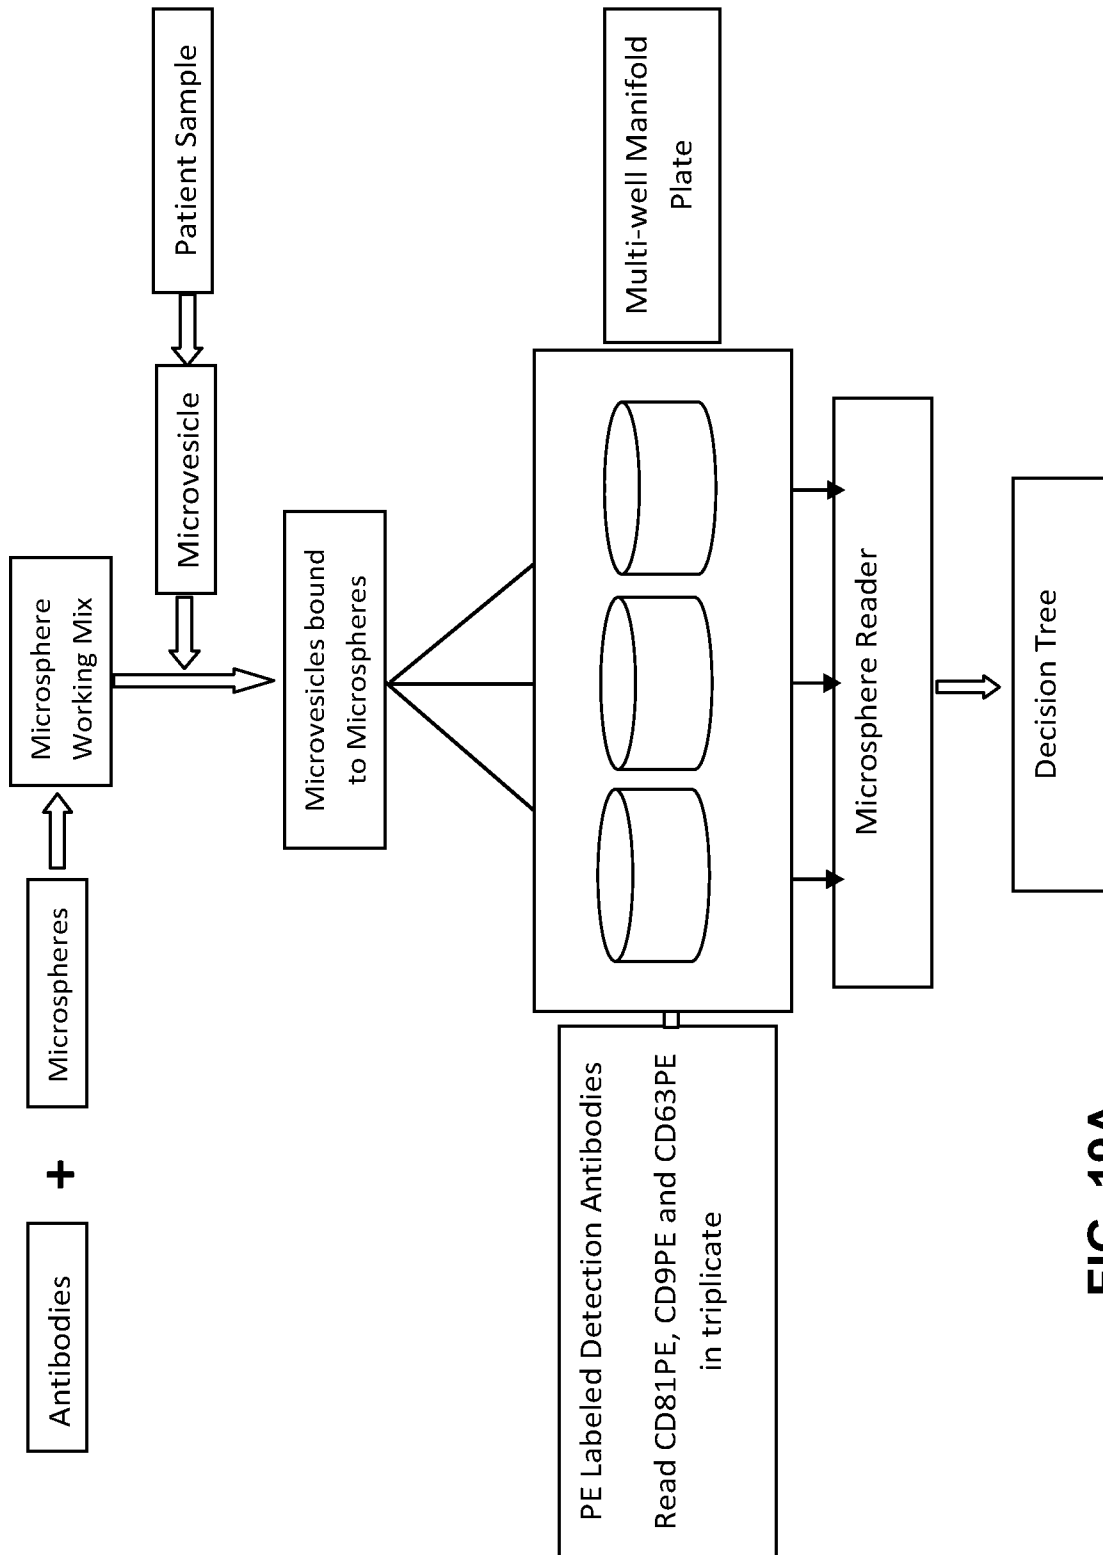 Antibodies
+
Microspheres
Microsphere
Working Mix
Patient Sample
Microvesicle
Microvesicles bound
to Microspheres
PE Labeled Detection Antibodies
Read CD81PE, CD9PE and CD63PE
in triplicate
Multi-well Manifold
Plate
Microsphere Reader
Decision Tree
FIG.